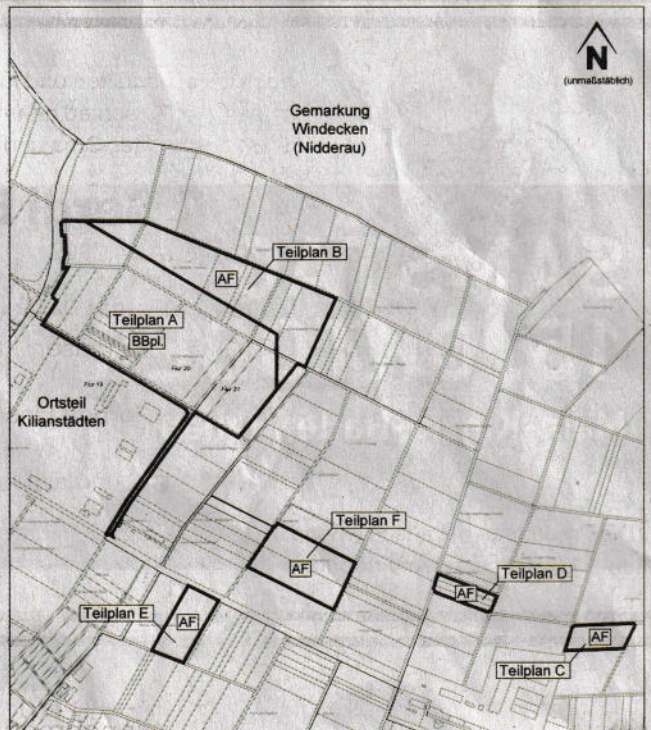 N
(unmaßstäblich)
Gemarkung
Windecken
(Nidderau)
Teilplan B
AF
Teilplan A
BBpl.
Flur 20
Flur 19
Flur 21
Ortsteil
Kilianstädten
Teilplan F
AF
Teilplan D
AF
Teilplan E
AF
AF
Teilplan C